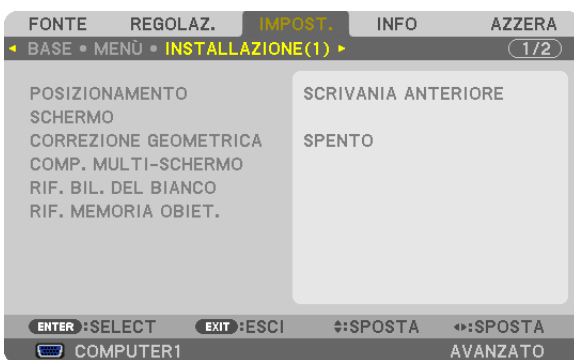 FONTE REGOLAZ. IMPOST. INFO AZZERA
BASE • MENÙ • INSTALLAZIONE(1) 1/2
POSIZIONAMENTO SCRIVANIA ANTERIORE
SCHERMO
CORREZIONE GEOMETRICA SPENTO
COMP. MULTI-SCHERMO
RIF. BIL. DEL BIANCO
RIF. MEMORIA OBIET.
ENTER :SELECT EXIT :ESCI :SPOSTA :SPOSTA
COMPUTER1 AVANZATO